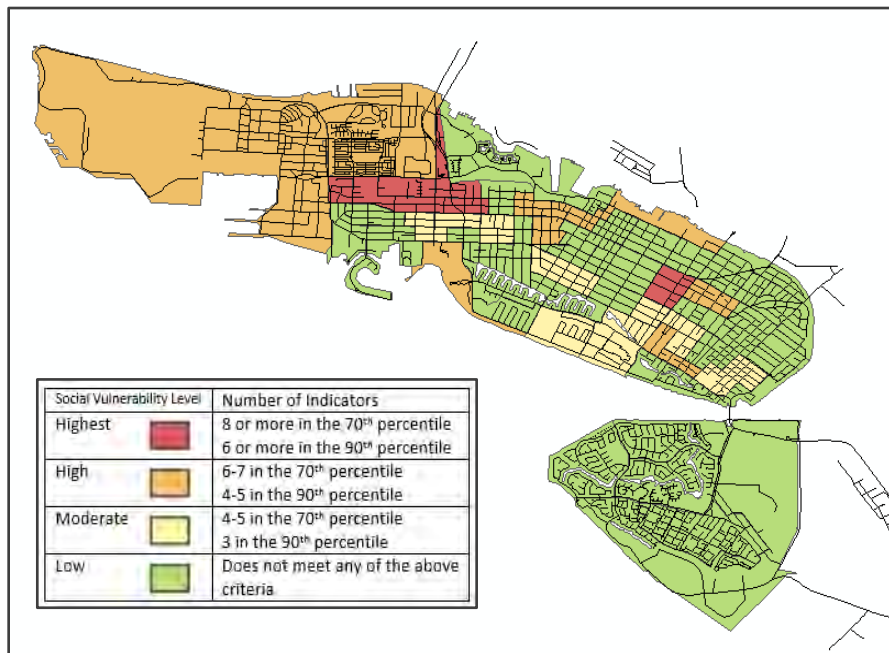 Social Vulnerability Level Number of Indicators
Highest 8 or more in the 70th percentile
6 or more in the 90th percentile
High 6-7 in the 70th percentile
4-5 in the 90th percentile
Moderate 4-5 in the 70th percentile
3 in the 90th percentile
Low Does not meet any of the above
criteria